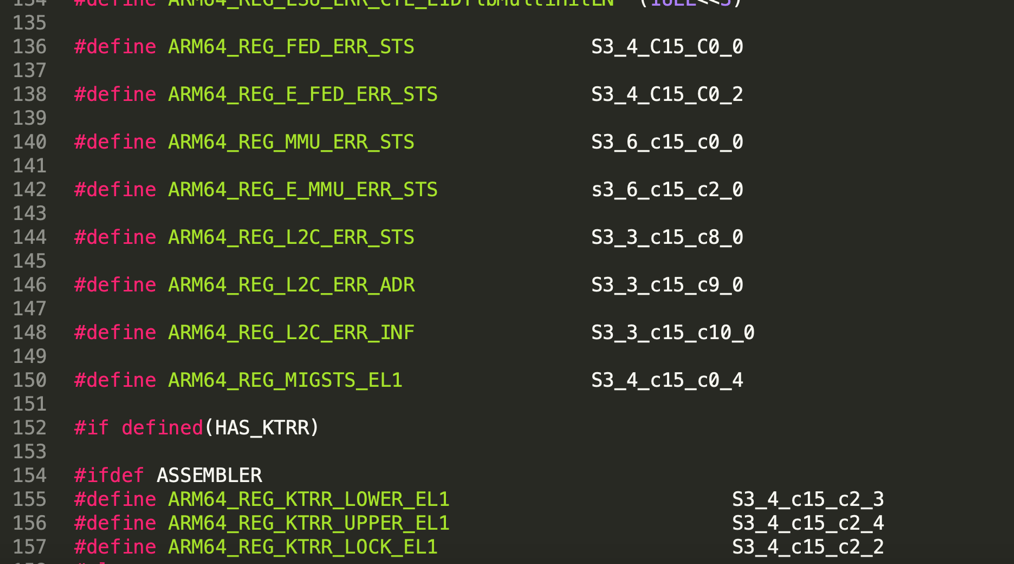 135
136 #define ARM64_REG_FED_ERR_STS S3_4_C15_C0_0
137
138 #define ARM64_REG_E_FED_ERR_STS S3_4_C15_C0_2
139
140 #define ARM64_REG_MMU_ERR_STS S3_6_c15_c0_0
141
142 #define ARM64_REG_E_MMU_ERR_STS s3_6_c15_c2_0
143
144 #define ARM64_REG_L2C_ERR_STS S3_3_c15_c8_0
145
146 #define ARM64_REG_L2C_ERR_ADR S3_3_c15_c9_0
147
148 #define ARM64_REG_L2C_ERR_INF S3_3_c15_c10_0
149
150 #define ARM64_REG_MIGSTS_EL1 S3_4_c15_c0_4
151
152 #if defined(HAS_KTRR)
153
154 #ifdef ASSEMBLER
155 #define ARM64_REG_KTRR_LOWER_EL1 S3_4_c15_c2_3
156 #define ARM64_REG_KTRR_UPPER_EL1 S3_4_c15_c2_4
157 #define ARM64_REG_KTRR_LOCK_EL1 S3_4_c15_c2_2